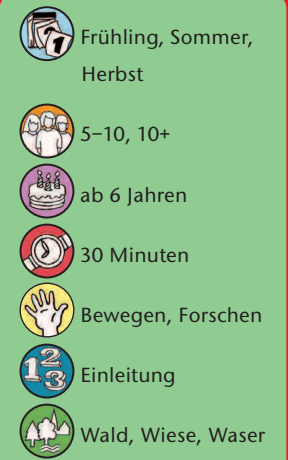 Frühling, Sommer,
Herbst
5–10, 10+
ab 6 Jahren
30 Minuten
Bewegen, Forschen
Einleitung
Wald, Wiese, Waser